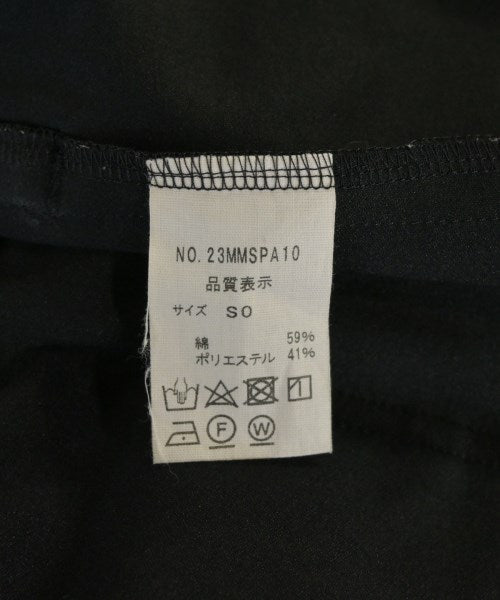 NO. 23MMSPA10
品質表示
サイズ SO
綿 59%
ポリエステル 41%
F W